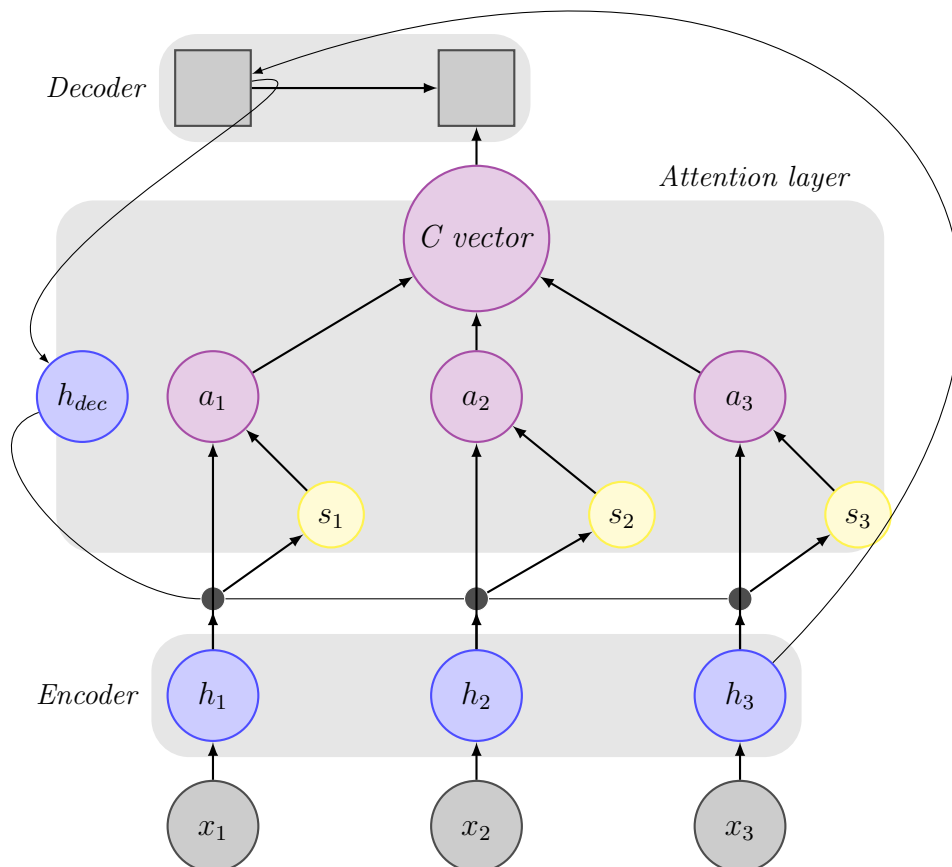 Decoder
Attention layer
C vector
h_dec
a_1
a_2
a_3
s_1
s_2
s_3
Encoder
h_1
h_2
h_3
x_1
x_2
x_3